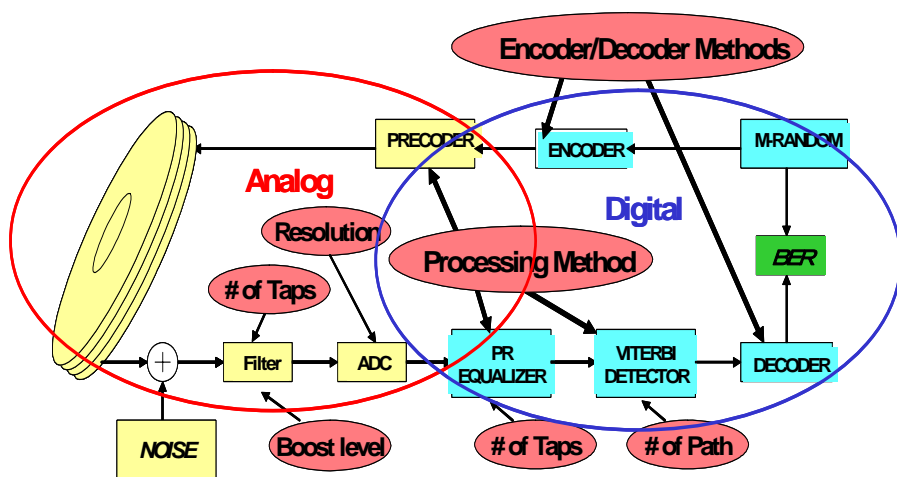 Encoder/Decoder Methods
PRECODER
ENCODER
M-RANDOM
Analog
Digital
Resolution
Processing Method
BER
# of Taps
+
Filter
ADC
PR
EQUALIZER
VITERBI
DETECTOR
DECODER
NOISE
Boost level
# of Taps
# of Path